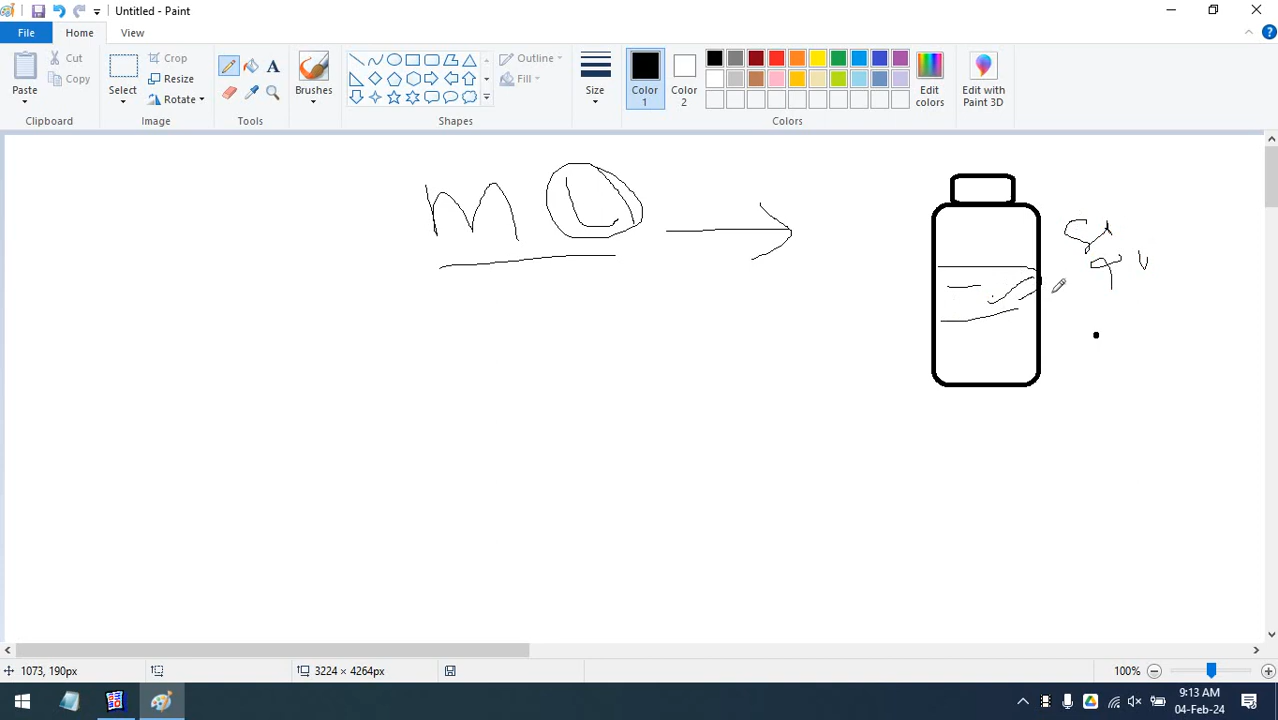 Untitled - Paint
File
Home
View
Paste
Cut
Copy
Clipboard
Select
Crop
Resize
Rotate
Image
Tools
Brushes
Shapes
Outline
Fill
Size
Color 1
Color 2
Colors
Edit colors
Edit with Paint 3D
m L
1073, 190px
3224 × 4264px
100%
9:13 AM
04-Feb-24